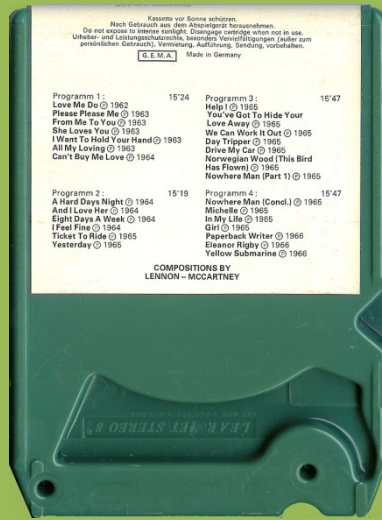 Kassette vor Sonne schützen.
Nach Gebrauch aus dem Abspielgerät herausnehmen.
Do not expose to intense sunlight. Disengage cartridge when not in use.
Urheber- und Leistungsschutzrechte, besonders Vervielfältigungen (außer zum
persönlichen Gebrauch), Vermietung, Aufführung, Sendung, vorbehalten.
G.E.M.A. Made in Germany
Programm 1: 15'24
Love Me Do Ⓟ 1962
Please Please Me Ⓟ 1963
From Me To You Ⓟ 1963
She Loves You Ⓟ 1963
I Want To Hold Your Hand Ⓟ 1963
All My Loving Ⓟ 1963
Can't Buy Me Love Ⓟ 1964
Programm 2: 15'19
A Hard Days Night Ⓟ 1964
And I Love Her Ⓟ 1964
Eight Days A Week Ⓟ 1964
I Feel Fine Ⓟ 1964
Ticket To Ride Ⓟ 1965
Yesterday Ⓟ 1965
Programm 3: 15'47
Help! Ⓟ 1965
You've Got To Hide Your
Love Away Ⓟ 1965
We Can Work It Out Ⓟ 1965
Day Tripper Ⓟ 1965
Drive My Car Ⓟ 1965
Norwegian Wood (This Bird
Has Flown) Ⓟ 1965
Nowhere Man (Part 1) Ⓟ 1965
Programm 4: 15'47
Nowhere Man (Concl.) Ⓟ 1965
Michelle Ⓟ 1965
In My Life Ⓟ 1965
Girl Ⓟ 1965
Paperback Writer Ⓟ 1966
Eleanor Rigby Ⓟ 1966
Yellow Submarine Ⓟ 1966
COMPOSITIONS BY
LENNON – McCARTNEY
LEAR JET STEREO 8